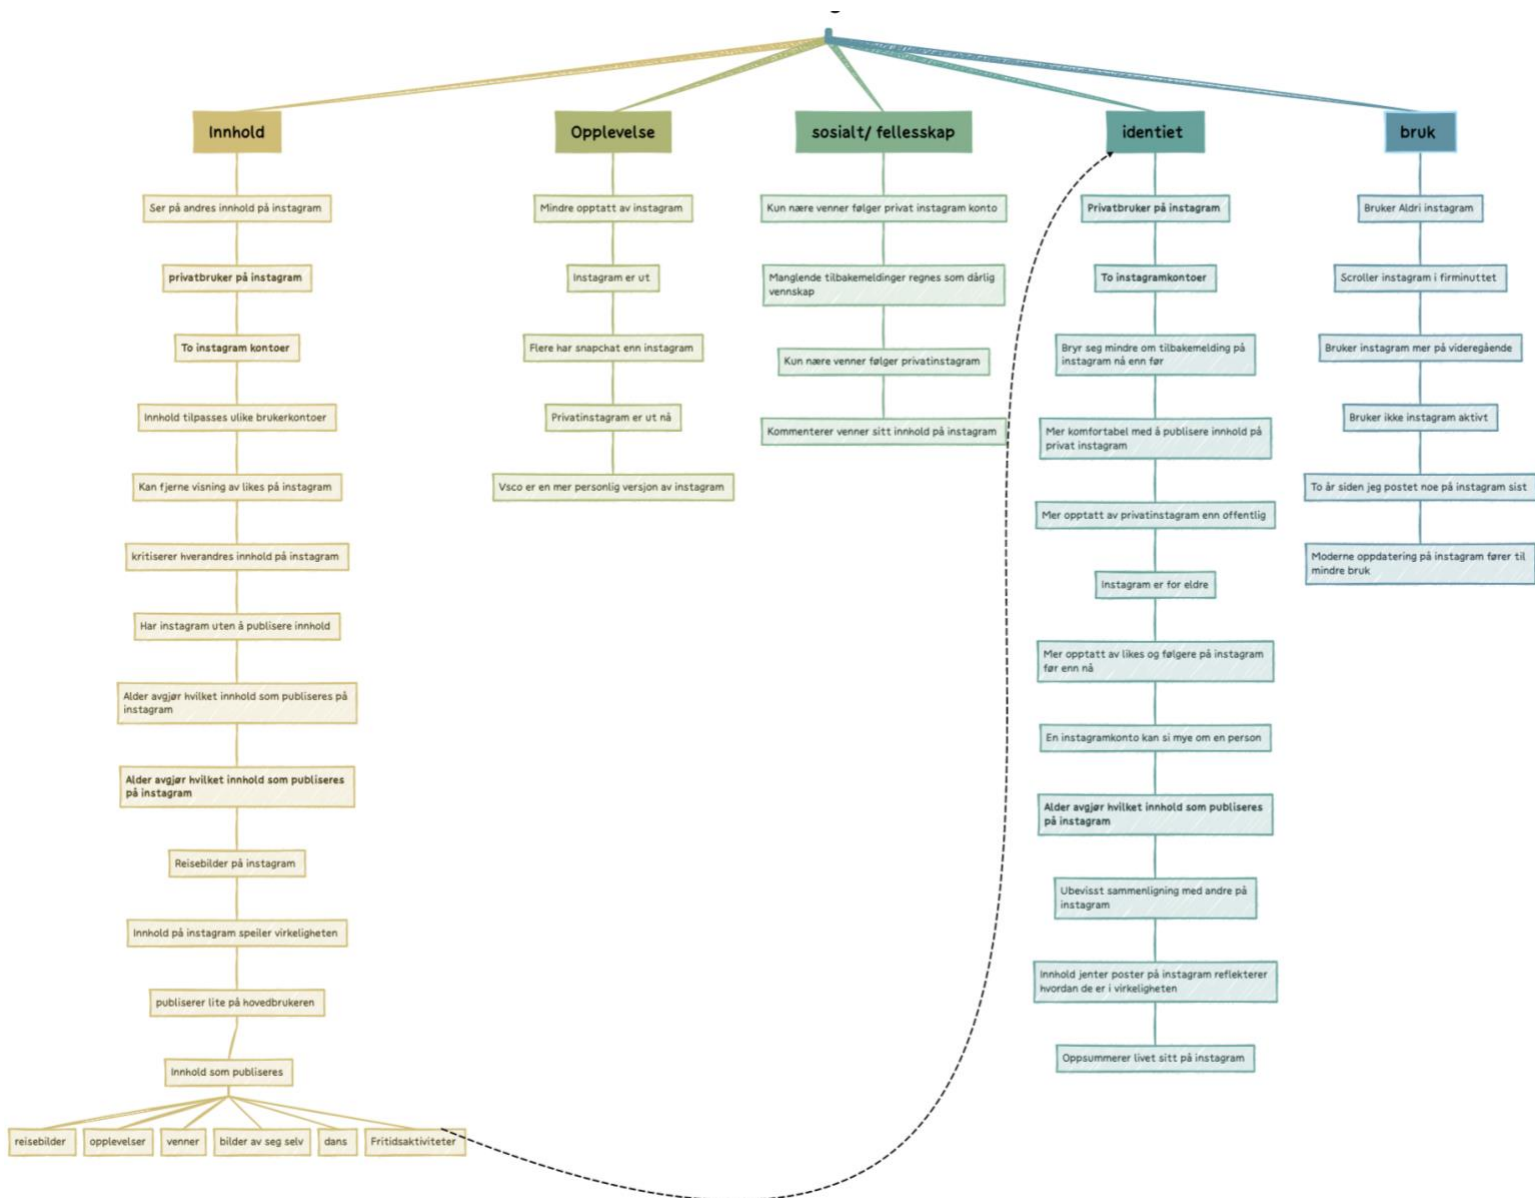 Innhold
Ser på andres innhold på instagram
privatbruker på instagram
To instagram kontoer
Innhold tilpasses ulike brukerkontoer
Kan fjerne visning av likes på instagram
kritiserer hverandres innhold på instagram
Har instagram uten å publisere innhold
Alder avgjør hvilket innhold som publiseres på
instagram
Alder avgjør hvilket innhold som publiseres
på instagram
Reisebilder på instagram
Innhold på instagram speiler virkeligheten
publiserer lite på hovedbrukeren
Innhold som publiseres
reisebilder
opplevelser
venner
bilder av seg selv
dans
Fritidsaktiviteter
Opplevelse
Mindre opptatt av instagram
Instagram er ut
Flere har snapchat enn instagram
Privatinstagram er ut nå
Vsco er en mer personlig versjon av instagram
sosialt/ fellesskap
Kun nære venner følger privat instagram konto
Manglende tilbakemeldinger regnes som dårlig
vennskap
Kun nære venner følger privatinstagram
Kommenterer venner sitt innhold på instagram
identiet
Privatbruker på instagram
To instagramkontoer
Bryr seg mindre om tilbakemelding på
instagram nå enn før
Mer komfortabel med å publisere innhold på
privat instagram
Mer opptatt av privatinstagram enn offentlig
Instagram er for eldre
Mer opptatt av likes og følgere på instagram
før enn nå
En instagramkonto kan si mye om en person
Alder avgjør hvilket innhold som publiseres
på instagram
Ubevisst sammenligning med andre på
instagram
Innhold jenter poster på instagram reflekterer
hvordan de er i virkeligheten
Oppsummerer livet sitt på instagram
bruk
Bruker Aldri instagram
Scroller instagram i firminuttet
Bruker instagram mer på videregående
Bruker ikke instagram aktivt
To år siden jeg postet noe på instagram sist
Moderne oppdatering på instagram fører til
mindre bruk